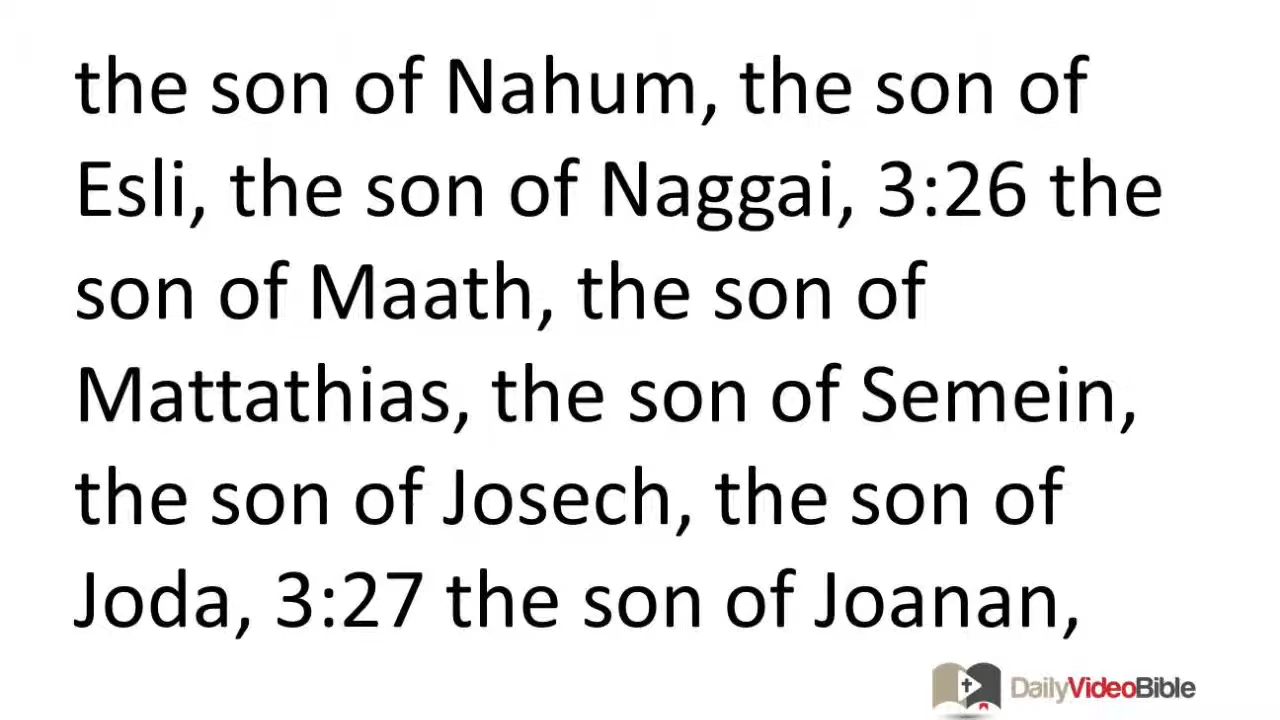 the son of Nahum, the son of
Esli, the son of Naggai, 3:26 the
son of Maath, the son of
Mattathias, the son of Semein,
the son of Josech, the son of
Joda, 3:27 the son of Joanan,
DailyVideoBible